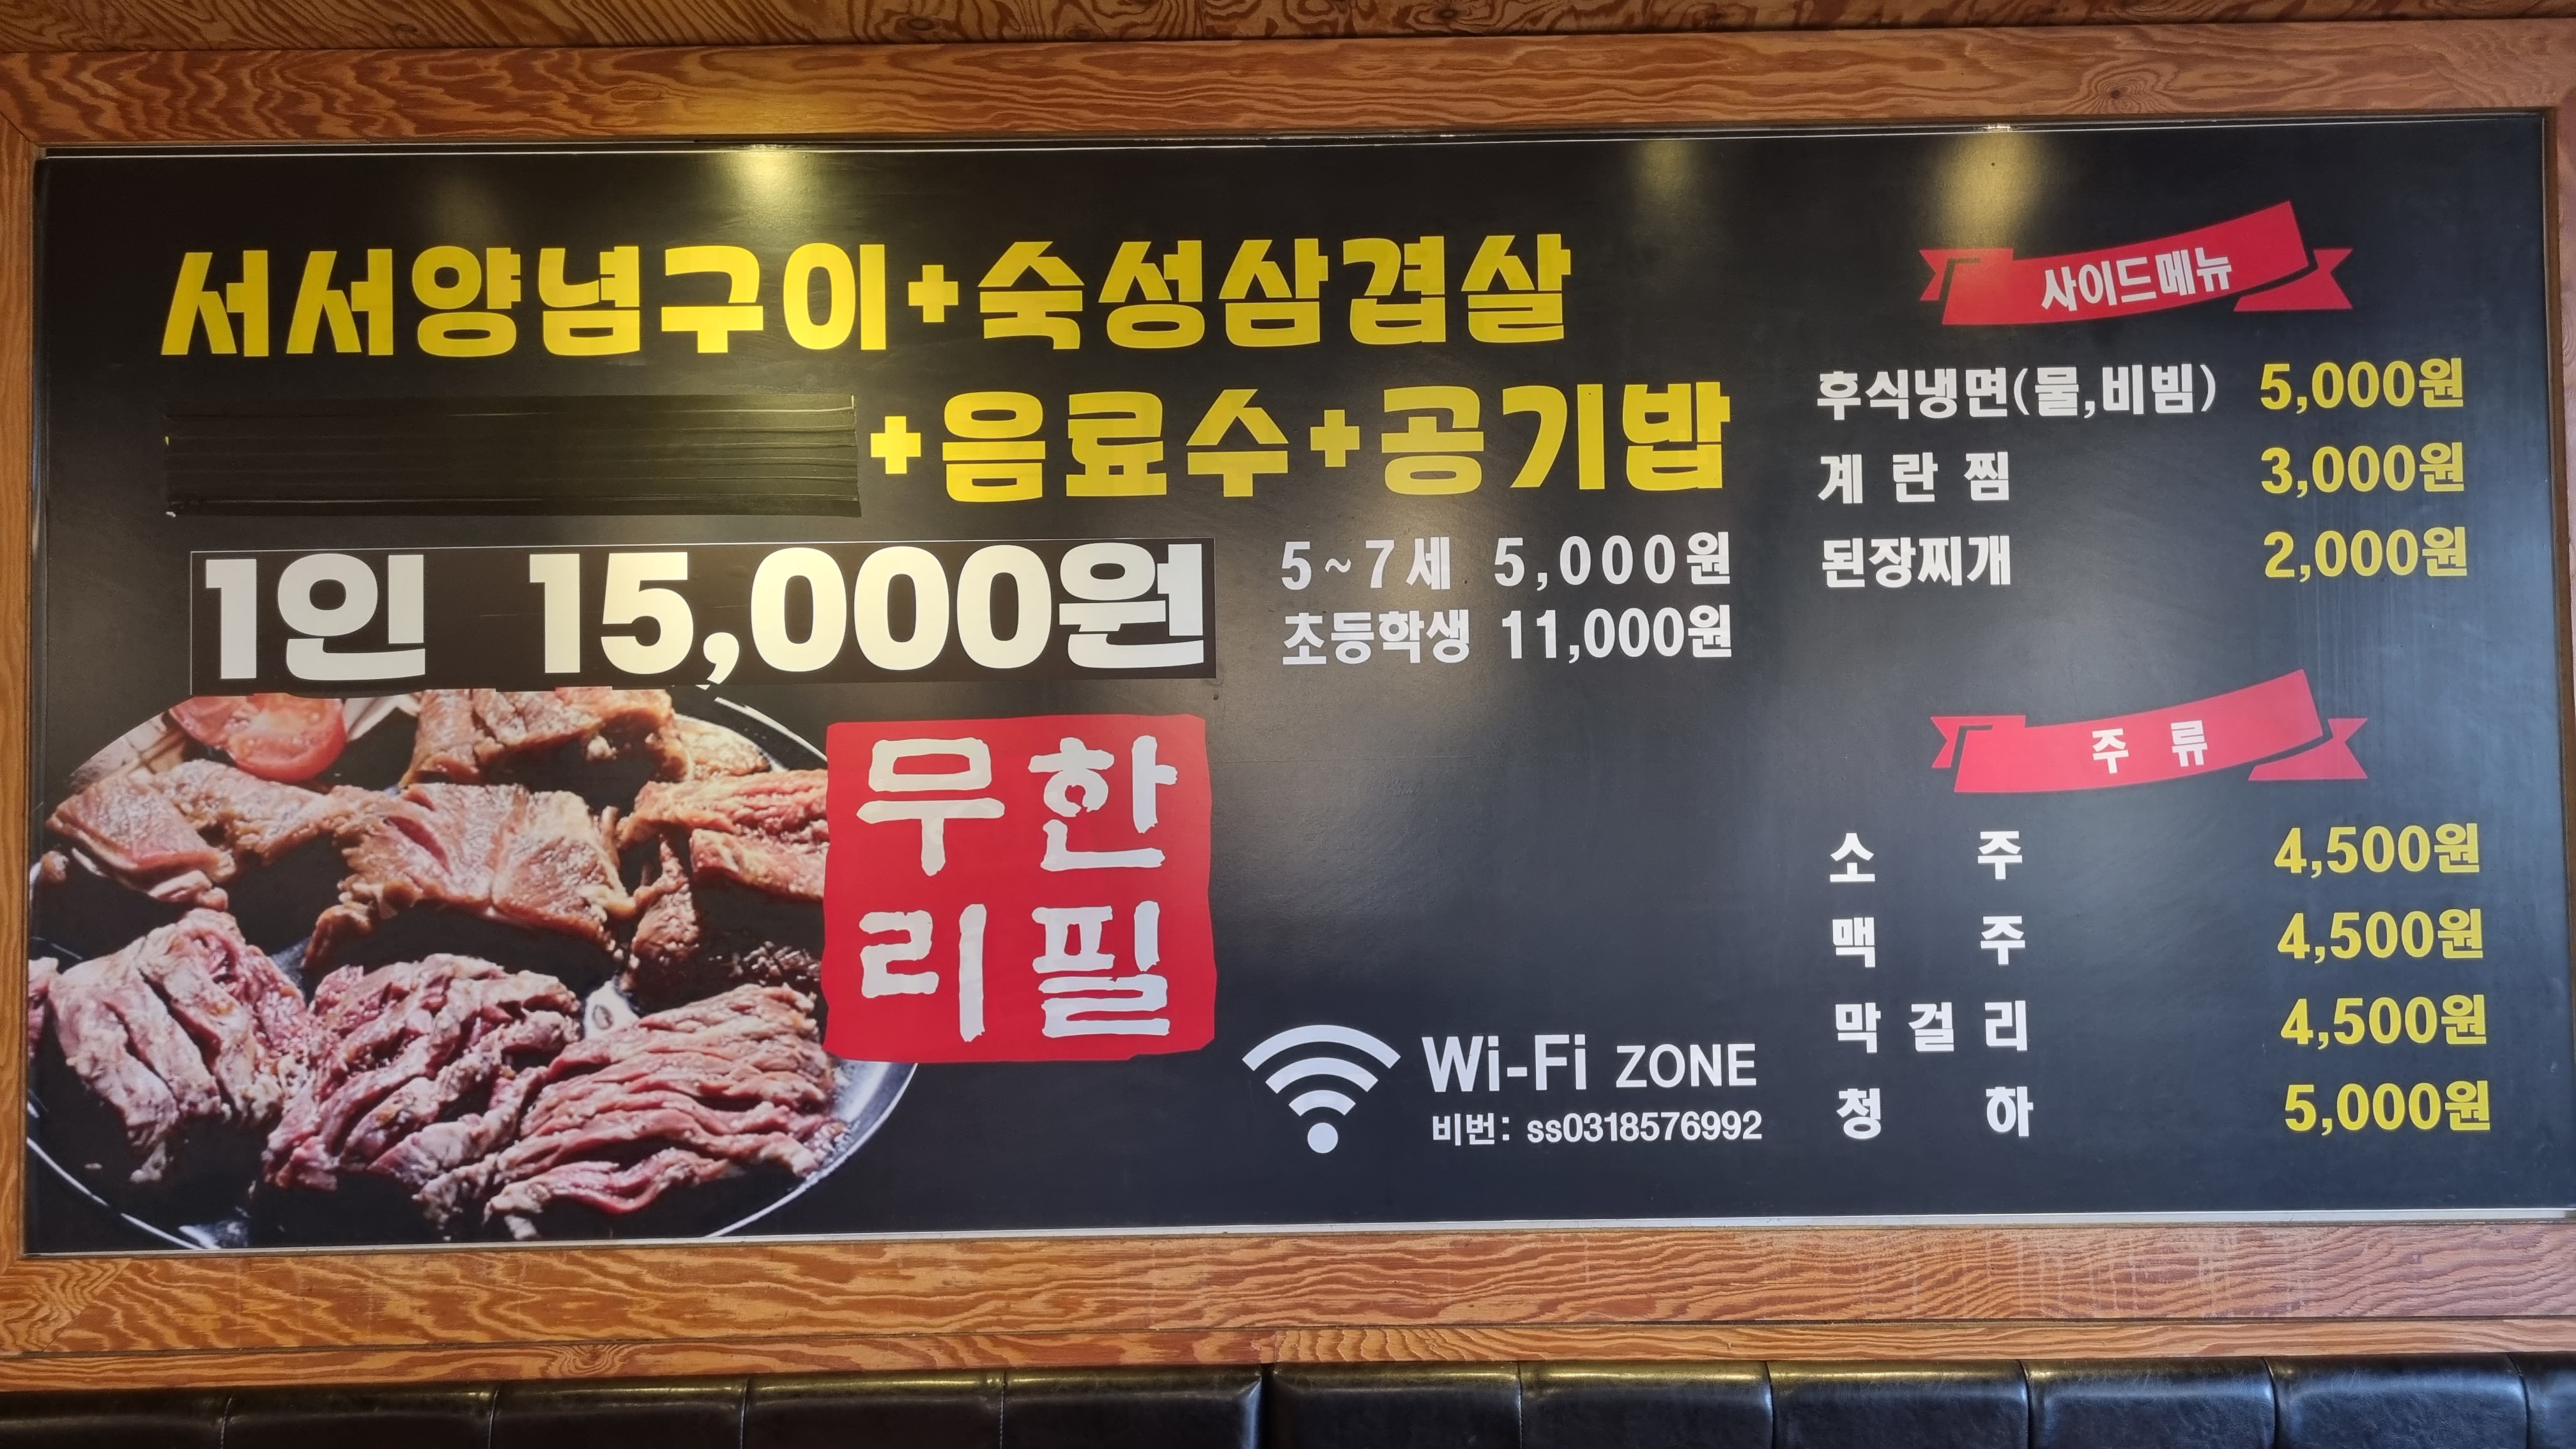 서서양념구이+숙성삼겹살
+음료수+공기밥
1인 15,000원
5~7세 5,000원
초등학생 11,000원
무한
리필
Wi-Fi ZONE
비번: ss0318576992
사이드메뉴
후식냉면(물,비빔) 5,000원
계란찜 3,000원
된장찌개 2,000원
주류
소주 4,500원
맥주 4,500원
막걸리 4,500원
청하 5,000원